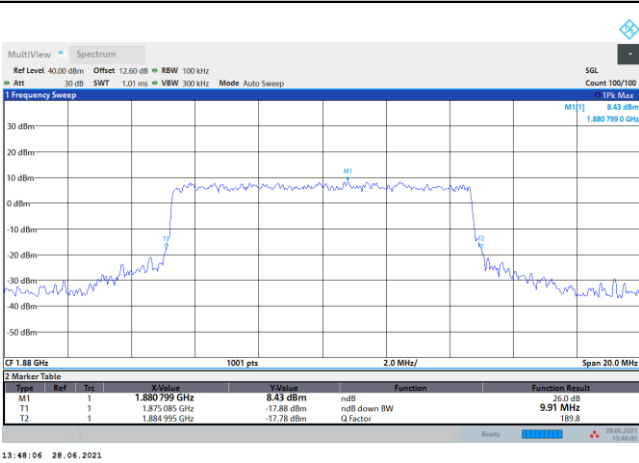 MultiView Spectrum
Ref Level 40.00 dBm Offset 12.60 dB RBW 100 kHz SGL
Att 30 dB SWT 1.01 ms VBW 300 kHz Mode Auto Sweep Count 100/100
1 Frequency Sweep 1Pk Max
M1[1] 8.43 dBm
1.880 799 0 GHz
30 dBm
20 dBm
M1
10 dBm
0 dBm
-10 dBm
T1 T2
-20 dBm
-30 dBm
-40 dBm
-50 dBm
CF 1.88 GHz 1001 pts 2.0 MHz/ Span 20.0 MHz
2 Marker Table
Type Ref Trc X-Value Y-Value Function Function Result
M1 1 1.880 799 GHz 8.43 dBm ndB 26.0 dB
T1 1 1.875 085 GHz -17.88 dBm ndB down BW 9.91 MHz
T2 1 1.884 995 GHz -17.78 dBm Q Factor 189.8
Ready 28.06.2021
13:48:05
13:48:06 28.06.2021